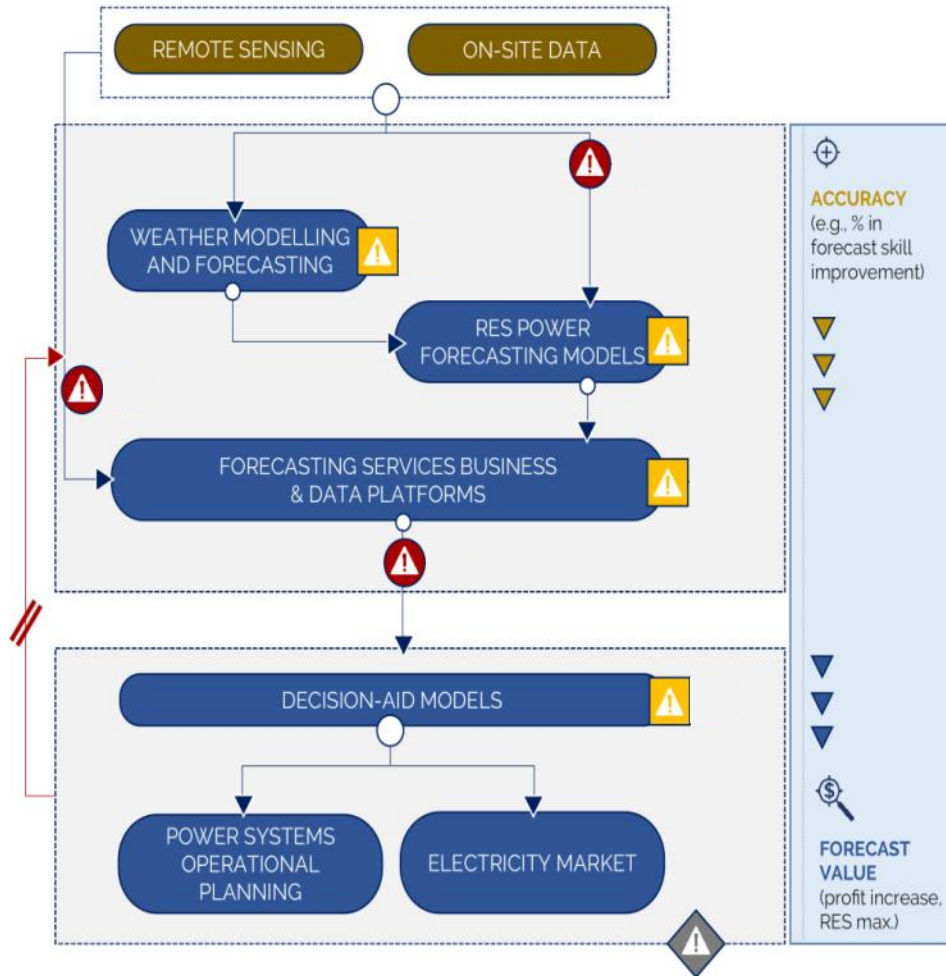 REMOTE SENSING
ON-SITE DATA
WEATHER MODELLING
AND FORECASTING
RES POWER
FORECASTING MODELS
FORECASTING SERVICES BUSINESS
& DATA PLATFORMS
DECISION-AID MODELS
POWER SYSTEMS
OPERATIONAL
PLANNING
ELECTRICITY MARKET
ACCURACY
(e.g., % in
forecast skill
improvement)
FORECAST
VALUE
(profit increase,
RES max.)